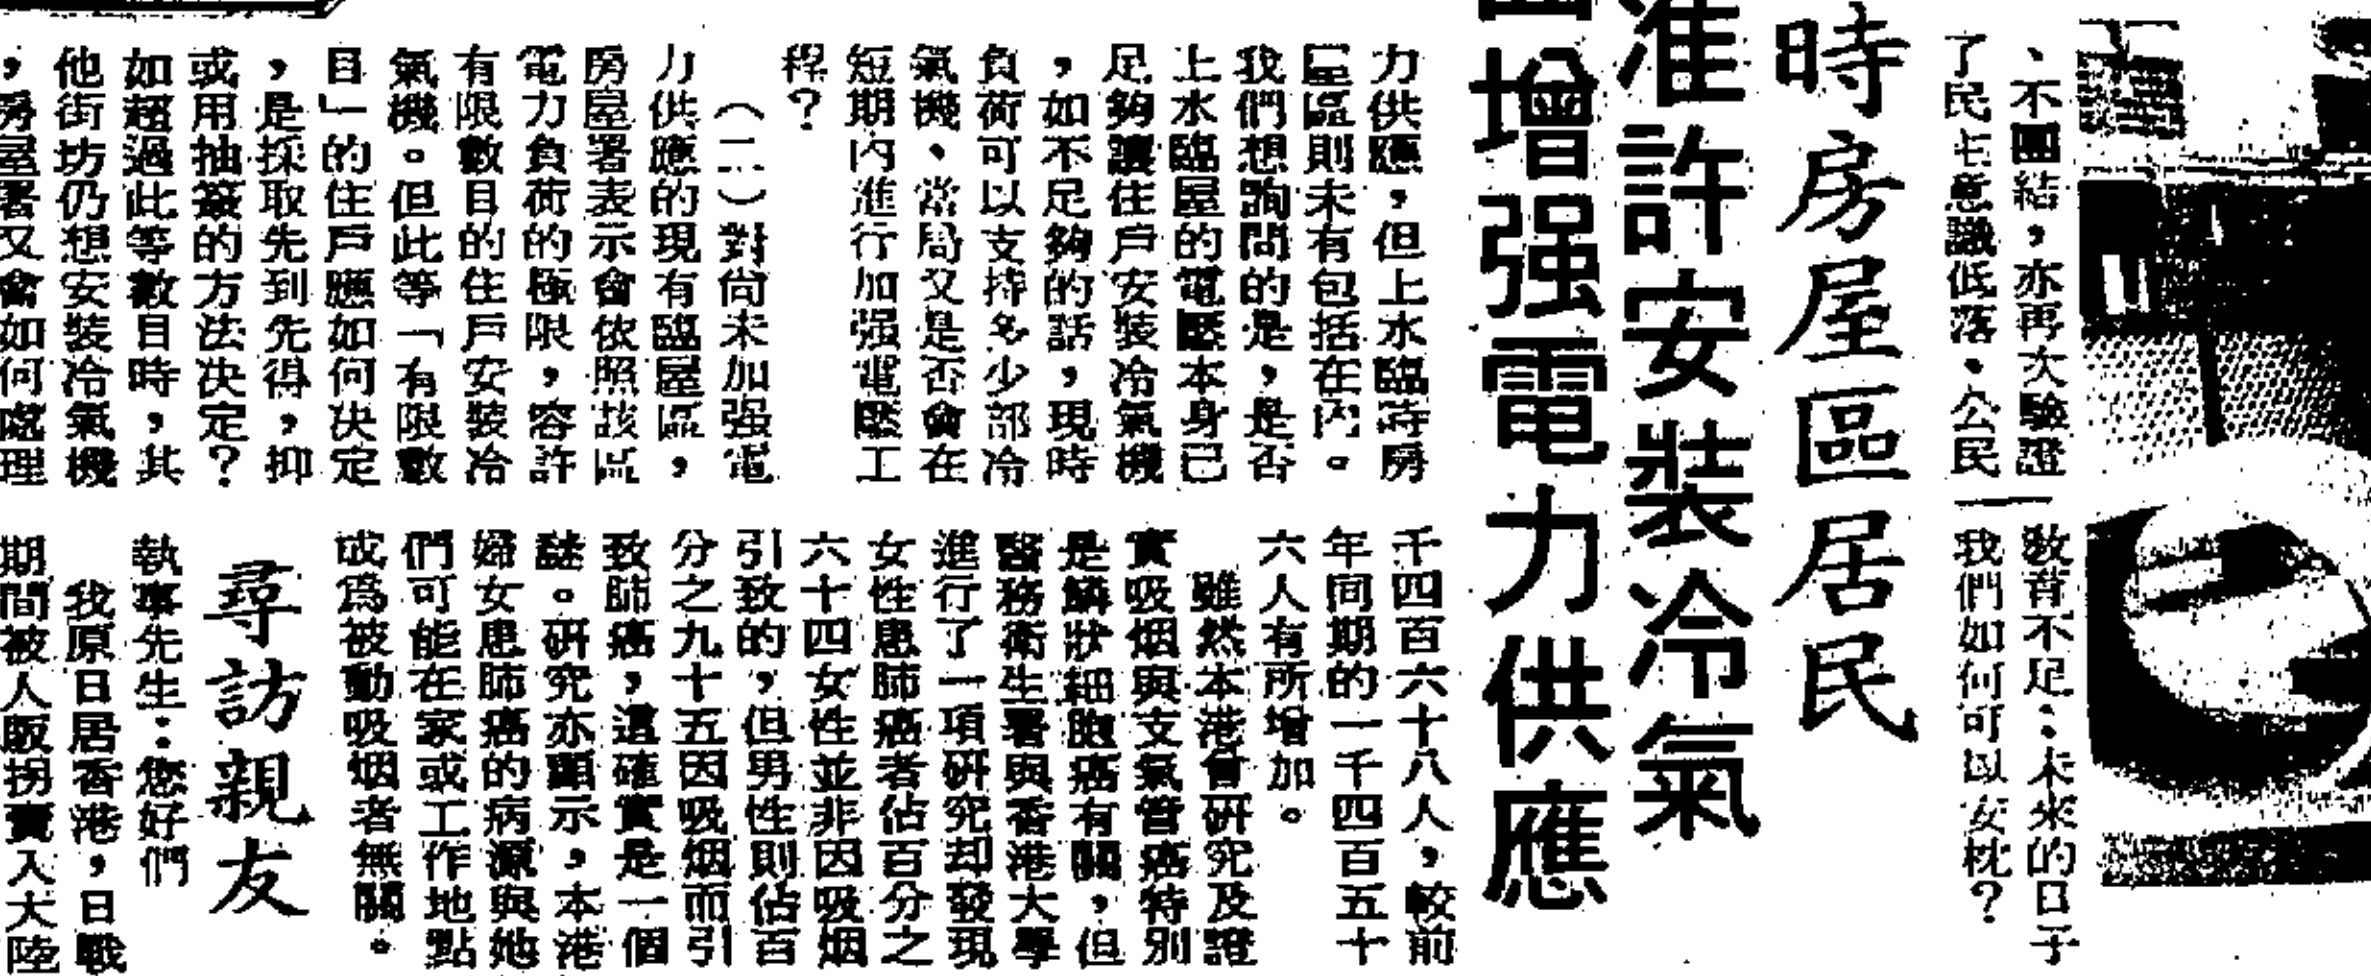 、不團結，亦再次驗證
了民主意識低落、公民
教育不足；未來的日子
我們如何可以安枕？
時房屋區居民
准許安裝冷氣
增强電力供應
力供應，但上水臨時房
屋區則未有包括在內。
我們想詢問的是，是否
上水臨屋的電壓本身已
足夠讓住戶安裝冷氣機
，如不足夠的話，現時
負荷可以支持多少部冷
氣機、當局又是否會在
短期內進行加强電壓工
程？
（二）對尚未加强電
力供應的現有臨屋區，
房屋署表示會依照該區
電力負荷的極限，容許
有限數目的住戶安裝冷
氣機。但此等「有限數
目」的住戶應如何決定
，是採取先到先得，抑
或用抽籤的方法決定？
如超過此等數目時，其
他街坊仍想安裝冷氣機
，房屋署又會如何處理
千四百六十八人，較前
年同期的一千四百五十
六人有所增加。
雖然本港曾研究及證
實吸烟與支氣管癌特別
是鱗狀細胞癌有關，但
醫務衛生署與香港大學
進行了一項研究却發現
女性患肺癌者佔百分之
六十四女性並非因吸烟
引致的，但男性則佔百
分之九十五因吸烟而引
致肺癌，這確實是一個
謎。研究亦顯示，本港
婦女患肺癌的病源與她
們可能在家或工作地點
成爲被動吸烟者無關。
尋訪親友
執事先生：您好們
我原日居香港，日戰
期間被人販拐賣入大陸